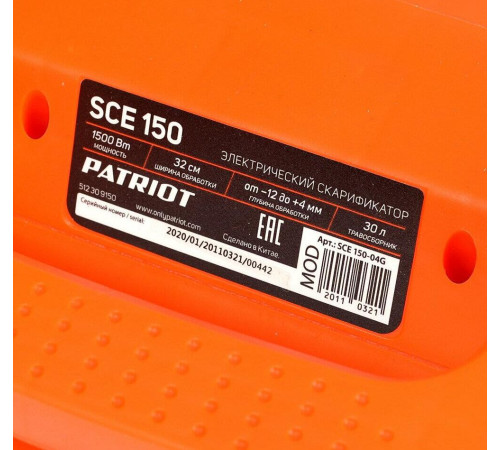 SCE 150
ЭЛЕКТРИЧЕСКИЙ СКАРИФИКАТОР
1500 Вт
МОЩНОСТЬ
32 см
ШИРИНА ОБРАБОТКИ
от −12 до +4 мм
ГЛУБИНА ОБРАБОТКИ
30 л
ТРАВОСБОРНИК
PATRIOT
512 30 9150
www.onlypatriot.com
Сделано в Китае.
EAC
Серийный номер / serial:
2020/01/20110321/00442
MOD
Арт.: SCE 150-04G
2011 0321